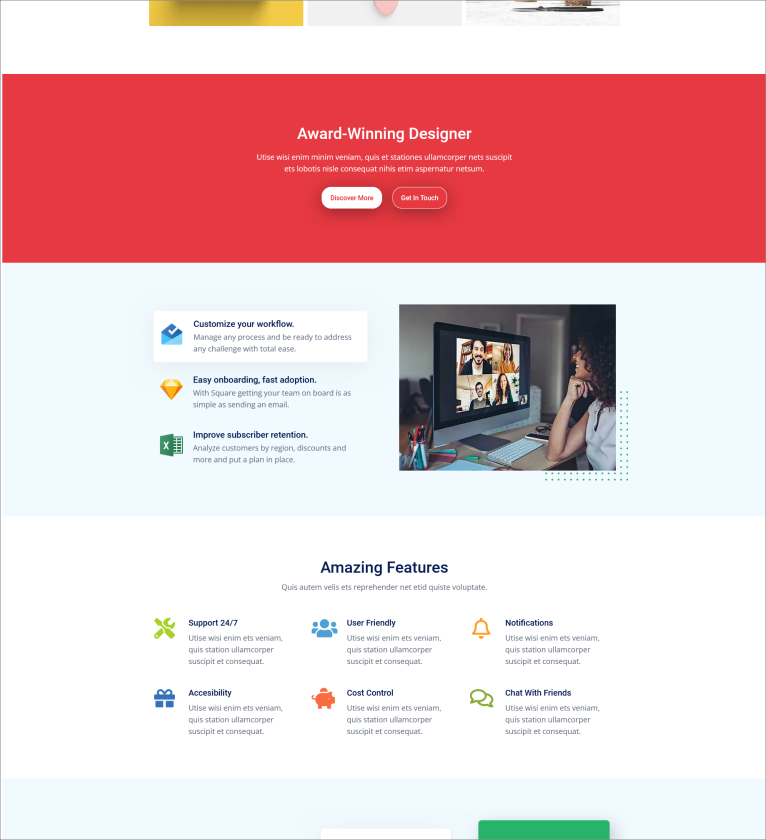 Award-Winning Designer
Utise wisi enim minim veniam, quis et stationes ullamcorper nets suscipit
ets lobotis nisle consequat nihis etim aspernatur netsum.
Discover More
Get In Touch
Customize your workflow.
Manage any process and be ready to address
any challenge with total ease.
Easy onboarding, fast adoption.
With Square getting your team on board is as
simple as sending an email.
X
Improve subscriber retention.
Analyze customers by region, discounts and
more and put a plan in place.
Amazing Features
Quis autem velis ets reprehender net etid quiste voluptate.
Support 24/7
Utise wisi enim ets veniam,
quis station ullamcorper
suscipit et consequat.
User Friendly
Utise wisi enim ets veniam,
quis station ullamcorper
suscipit et consequat.
Notifications
Utise wisi enim ets veniam,
quis station ullamcorper
suscipit et consequat.
Accesibility
Utise wisi enim ets veniam,
quis station ullamcorper
suscipit et consequat.
Cost Control
Utise wisi enim ets veniam,
quis station ullamcorper
suscipit et consequat.
Chat With Friends
Utise wisi enim ets veniam,
quis station ullamcorper
suscipit et consequat.